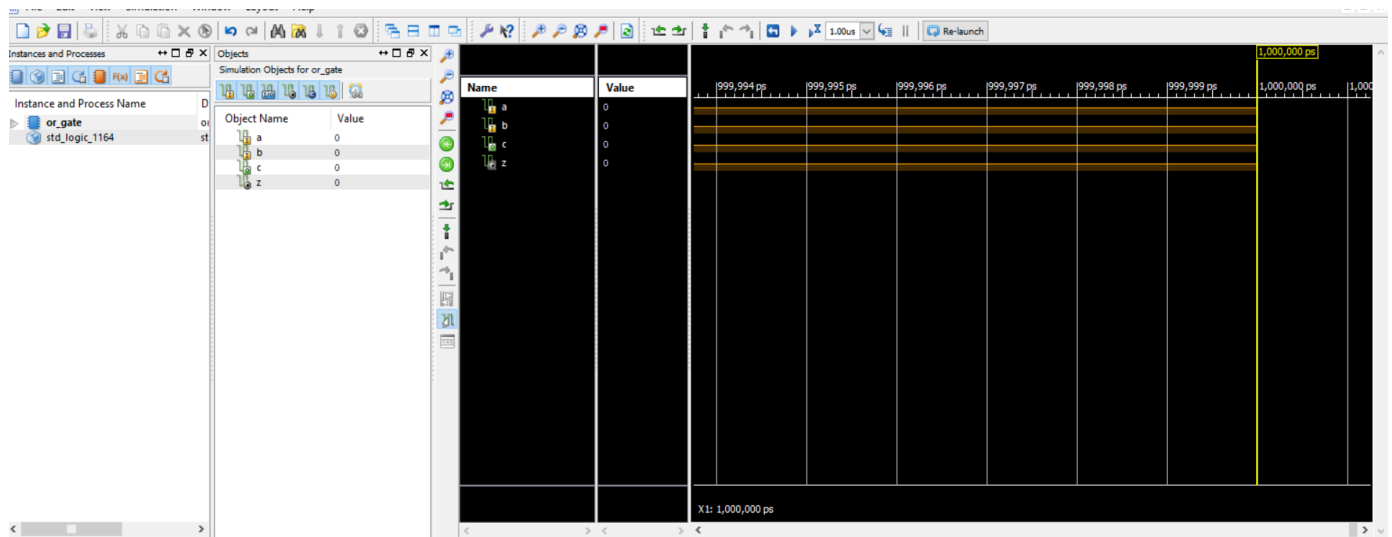 1.00us
Re-launch
Instances and Processes
Instance and Process Name D
or_gate
std_logic_1164 st
Objects
Simulation Objects for or_gate
Object Name Value
a 0
b 0
c 0
z 0
Name Value
a 0
b 0
c 0
z 0
1,000,000 ps
999,994 ps 999,995 ps 999,996 ps 999,997 ps 999,998 ps 999,999 ps 1,000,000 ps 1,000
X1: 1,000,000 ps